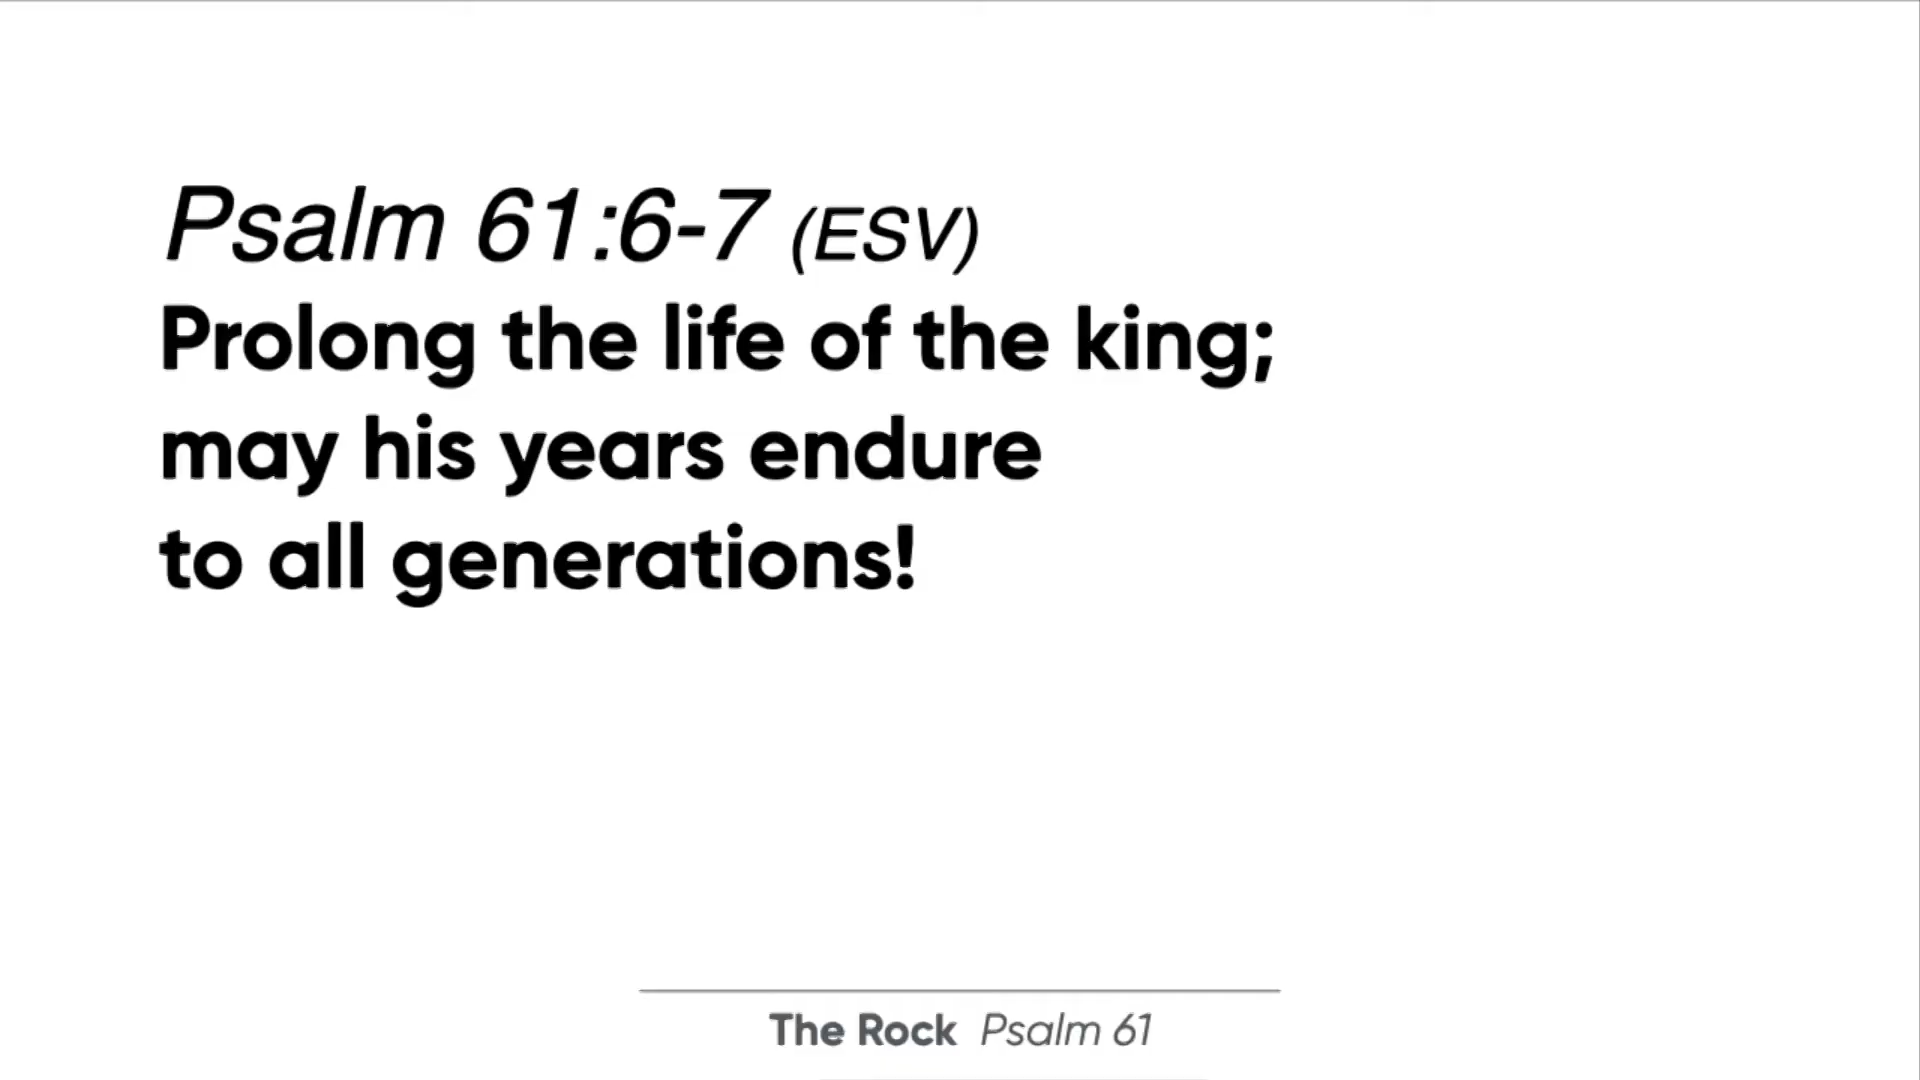 Psalm 61:6-7 (ESV)
Prolong the life of the king;
may his years endure
to all generations!
The Rock Psalm 61